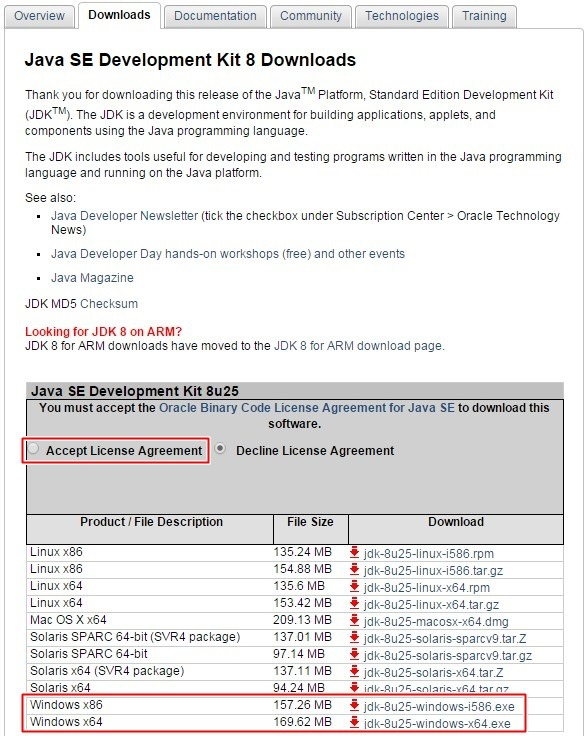 Overview Downloads Documentation Community Technologies Training
Java SE Development Kit 8 Downloads
Thank you for downloading this release of the Java™ Platform, Standard Edition Development Kit
(JDK™). The JDK is a development environment for building applications, applets, and
components using the Java programming language.
The JDK includes tools useful for developing and testing programs written in the Java programming
language and running on the Java platform.
See also:
▪ Java Developer Newsletter (tick the checkbox under Subscription Center > Oracle Technology
News)
▪ Java Developer Day hands-on workshops (free) and other events
▪ Java Magazine
JDK MD5 Checksum
Looking for JDK 8 on ARM?
JDK 8 for ARM downloads have moved to the JDK 8 for ARM download page.
Java SE Development Kit 8u25
You must accept the Oracle Binary Code License Agreement for Java SE to download this
software.
Accept License Agreement Decline License Agreement
Product / File Description File Size Download
Linux x86 135.24 MB jdk-8u25-linux-i586.rpm
Linux x86 154.88 MB jdk-8u25-linux-i586.tar.gz
Linux x64 135.6 MB jdk-8u25-linux-x64.rpm
Linux x64 153.42 MB jdk-8u25-linux-x64.tar.gz
Mac OS X x64 209.13 MB jdk-8u25-macosx-x64.dmg
Solaris SPARC 64-bit (SVR4 package) 137.01 MB jdk-8u25-solaris-sparcv9.tar.Z
Solaris SPARC 64-bit 97.14 MB jdk-8u25-solaris-sparcv9.tar.gz
Solaris x64 (SVR4 package) 137.11 MB jdk-8u25-solaris-x64.tar.Z
Solaris x64 94.24 MB jdk-8u25-solaris-x64.tar.gz
Windows x86 157.26 MB jdk-8u25-windows-i586.exe
Windows x64 169.62 MB jdk-8u25-windows-x64.exe